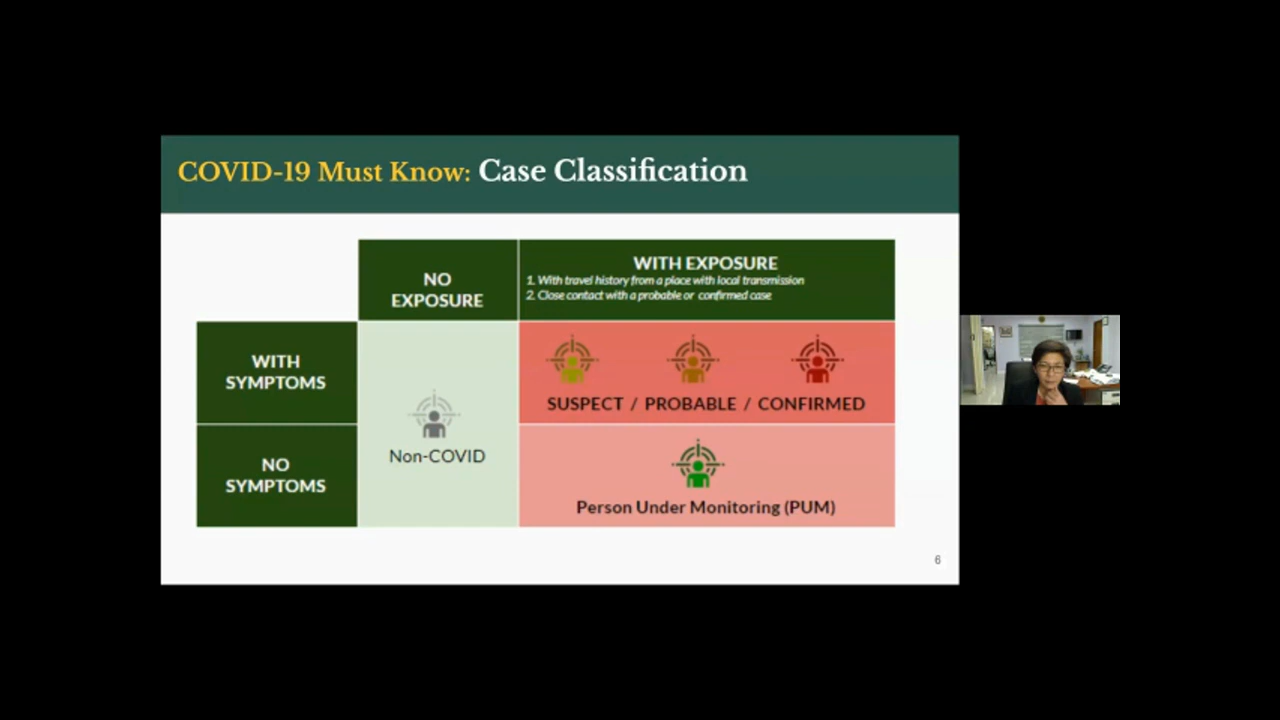 COVID-19 Must Know: Case Classification
NO
EXPOSURE
WITH EXPOSURE
1. With travel history from a place with local transmission
2. Close contact with a probable or confirmed case
WITH
SYMPTOMS
SUSPECT / PROBABLE / CONFIRMED
Non-COVID
NO
SYMPTOMS
Person Under Monitoring (PUM)
6